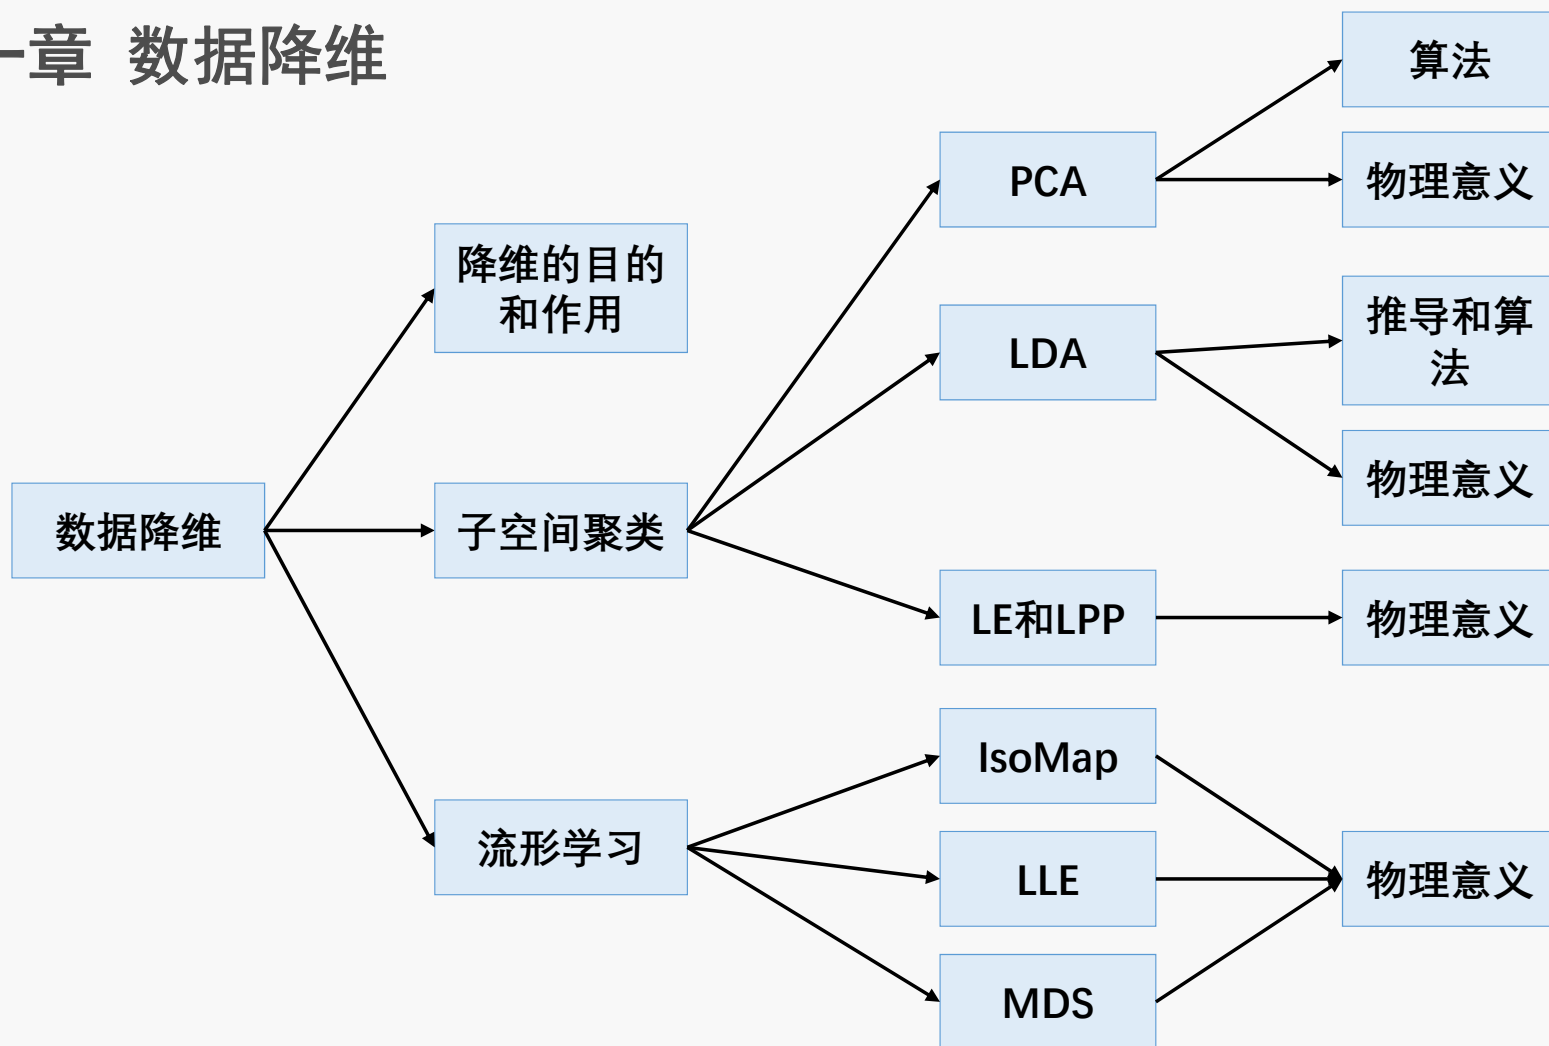 一章 数据降维
算法
PCA
物理意义
降维的目的
和作用
推导和算
法
LDA
物理意义
数据降维
子空间聚类
LE和LPP
物理意义
IsoMap
流形学习
LLE
物理意义
MDS